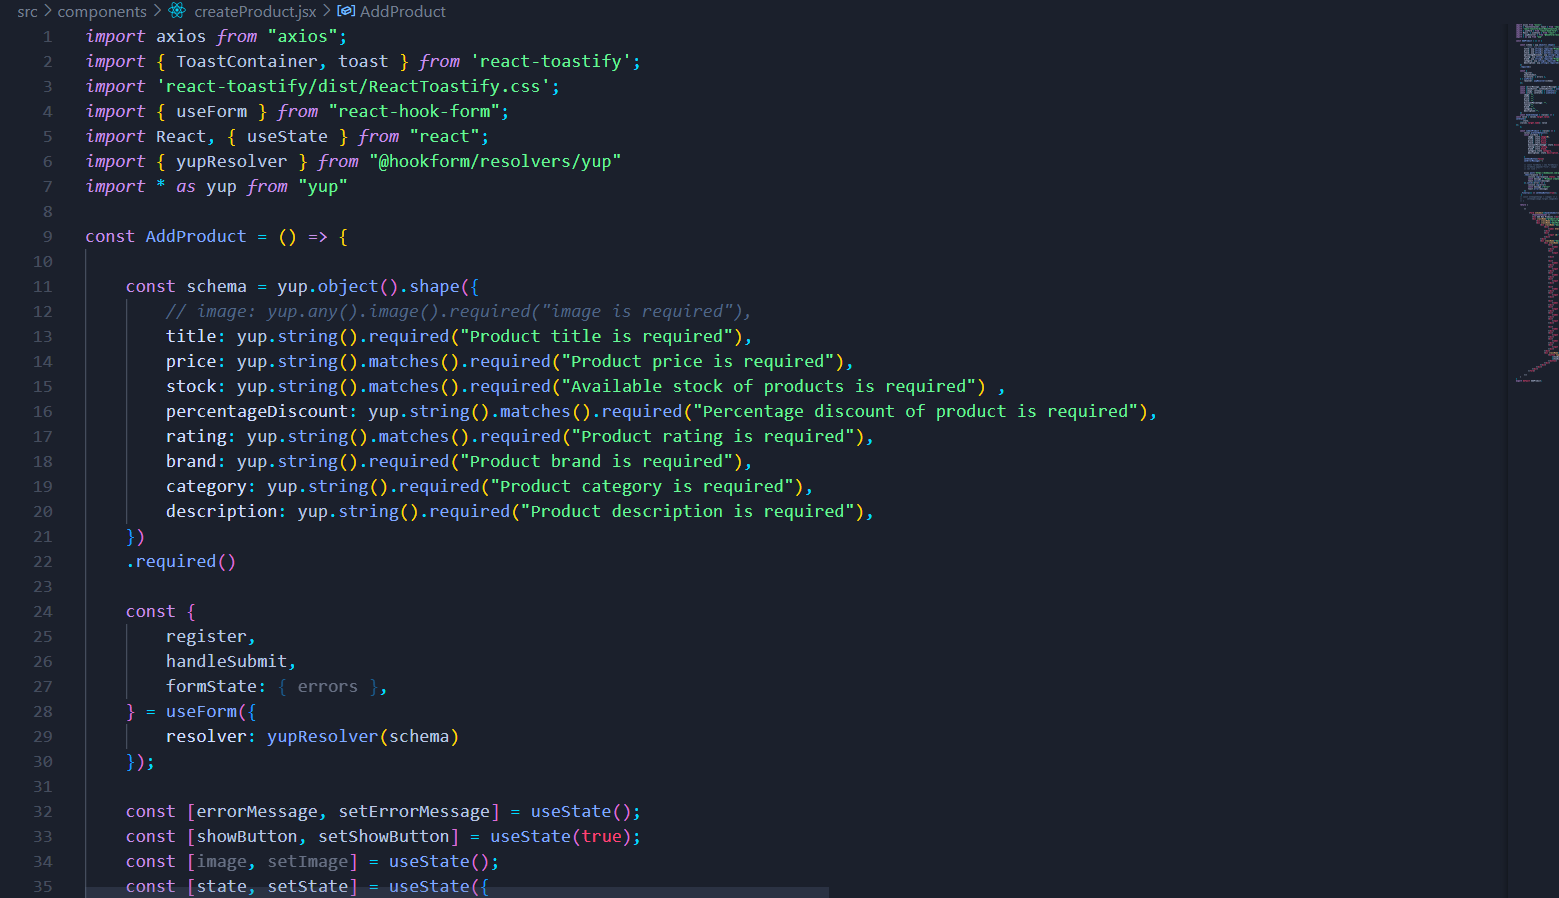 src > components > createProduct.jsx > AddProduct
1 import axios from "axios";
2 import { ToastContainer, toast } from 'react-toastify';
3 import 'react-toastify/dist/ReactToastify.css';
4 import { useForm } from "react-hook-form";
5 import React, { useState } from "react";
6 import { yupResolver } from "@hookform/resolvers/yup"
7 import * as yup from "yup"
8
9 const AddProduct = () => {
10
11 const schema = yup.object().shape({
12 // image: yup.any().image().required("image is required"),
13 title: yup.string().required("Product title is required"),
14 price: yup.string().matches().required("Product price is required"),
15 stock: yup.string().matches().required("Available stock of products is required") ,
16 percentageDiscount: yup.string().matches().required("Percentage discount of product is required"),
17 rating: yup.string().matches().required("Product rating is required"),
18 brand: yup.string().required("Product brand is required"),
19 category: yup.string().required("Product category is required"),
20 description: yup.string().required("Product description is required"),
21 })
22 .required()
23
24 const {
25 register,
26 handleSubmit,
27 formState: { errors },
28 } = useForm({
29 resolver: yupResolver(schema)
30 });
31
32 const [errorMessage, setErrorMessage] = useState();
33 const [showButton, setShowButton] = useState(true);
34 const [image, setImage] = useState();
35 const [state, setState] = useState({